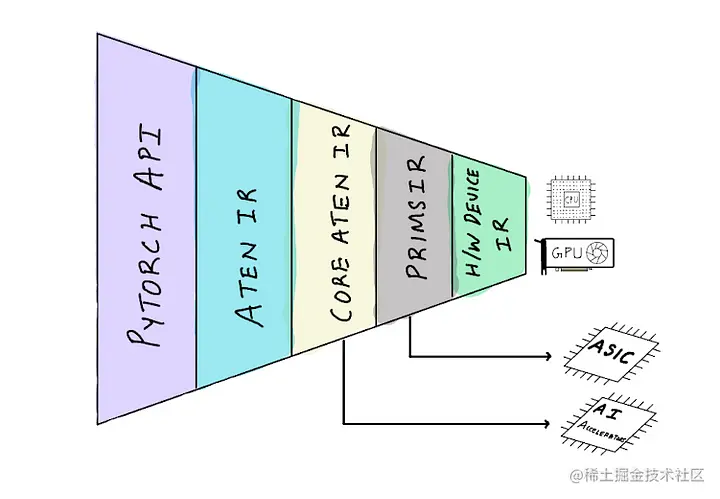 PYTORCH API
ATEN IR
CORE ATEN IR
PRIMS IR
H/W DEVICE
IR
CPU
GPU
ASIC
AI
ACCELERATORS
@稀土掘金技术社区